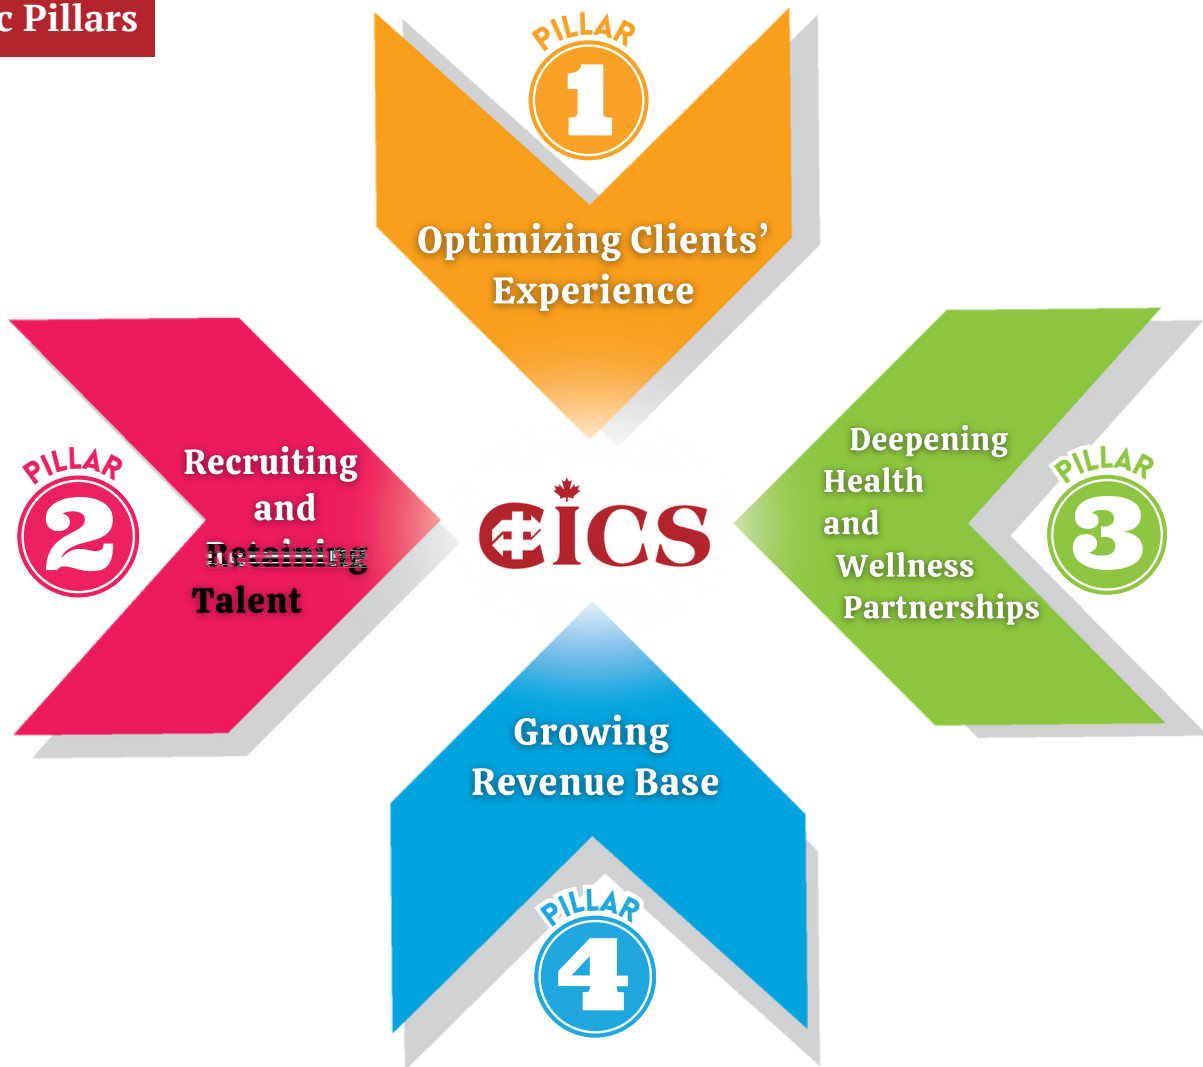 c Pillars
PILLAR
1
Optimizing Clients’
Experience
PILLAR
2
Recruiting
and
Retaining
Talent
CICS
PILLAR
3
Deepening
Health
and
Wellness
Partnerships
Growing
Revenue Base
PILLAR
4